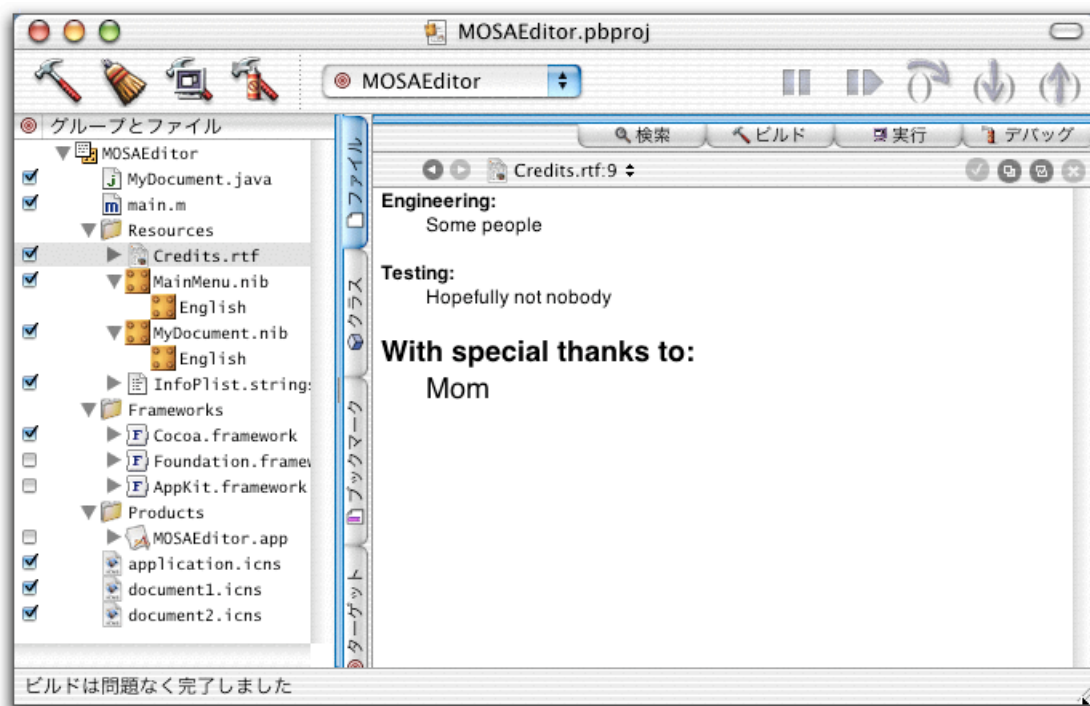 MOSAEditor.pbproj
MOSAEditor
グループとファイル
MOSAEditor
MyDocument.java
main.m
Resources
Credits.rtf
MainMenu.nib
English
MyDocument.nib
English
InfoPlist.strings
Frameworks
Cocoa.framework
Foundation.framew
AppKit.framework
Products
MOSAEditor.app
application.icns
document1.icns
document2.icns
ファイル
クラス
ブックマーク
ターゲット
検索
ビルド
実行
デバッグ
Credits.rtf:9
Engineering:
Some people
Testing:
Hopefully not nobody
With special thanks to:
Mom
ビルドは問題なく完了しました